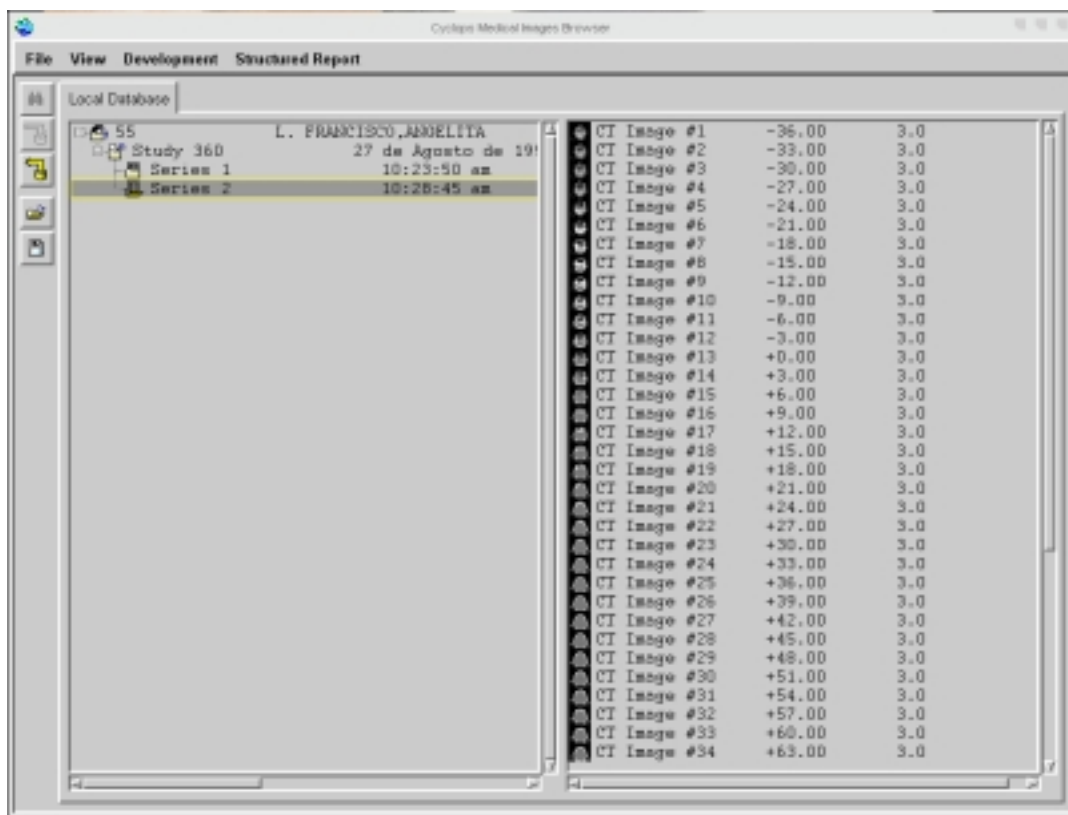 Cyclops Medical Images Browser
File View Development Structured Report
Local Database
55 L. FRANCISCO,ANGELITA
Study 360 27 de Agosto de 19
Series 1 10:23:50 am
Series 2 10:28:45 am
CT Image #1 -36.00 3.0
CT Image #2 -33.00 3.0
CT Image #3 -30.00 3.0
CT Image #4 -27.00 3.0
CT Image #5 -24.00 3.0
CT Image #6 -21.00 3.0
CT Image #7 -18.00 3.0
CT Image #8 -15.00 3.0
CT Image #9 -12.00 3.0
CT Image #10 -9.00 3.0
CT Image #11 -6.00 3.0
CT Image #12 -3.00 3.0
CT Image #13 +0.00 3.0
CT Image #14 +3.00 3.0
CT Image #15 +6.00 3.0
CT Image #16 +9.00 3.0
CT Image #17 +12.00 3.0
CT Image #18 +15.00 3.0
CT Image #19 +18.00 3.0
CT Image #20 +21.00 3.0
CT Image #21 +24.00 3.0
CT Image #22 +27.00 3.0
CT Image #23 +30.00 3.0
CT Image #24 +33.00 3.0
CT Image #25 +36.00 3.0
CT Image #26 +39.00 3.0
CT Image #27 +42.00 3.0
CT Image #28 +45.00 3.0
CT Image #29 +48.00 3.0
CT Image #30 +51.00 3.0
CT Image #31 +54.00 3.0
CT Image #32 +57.00 3.0
CT Image #33 +60.00 3.0
CT Image #34 +63.00 3.0